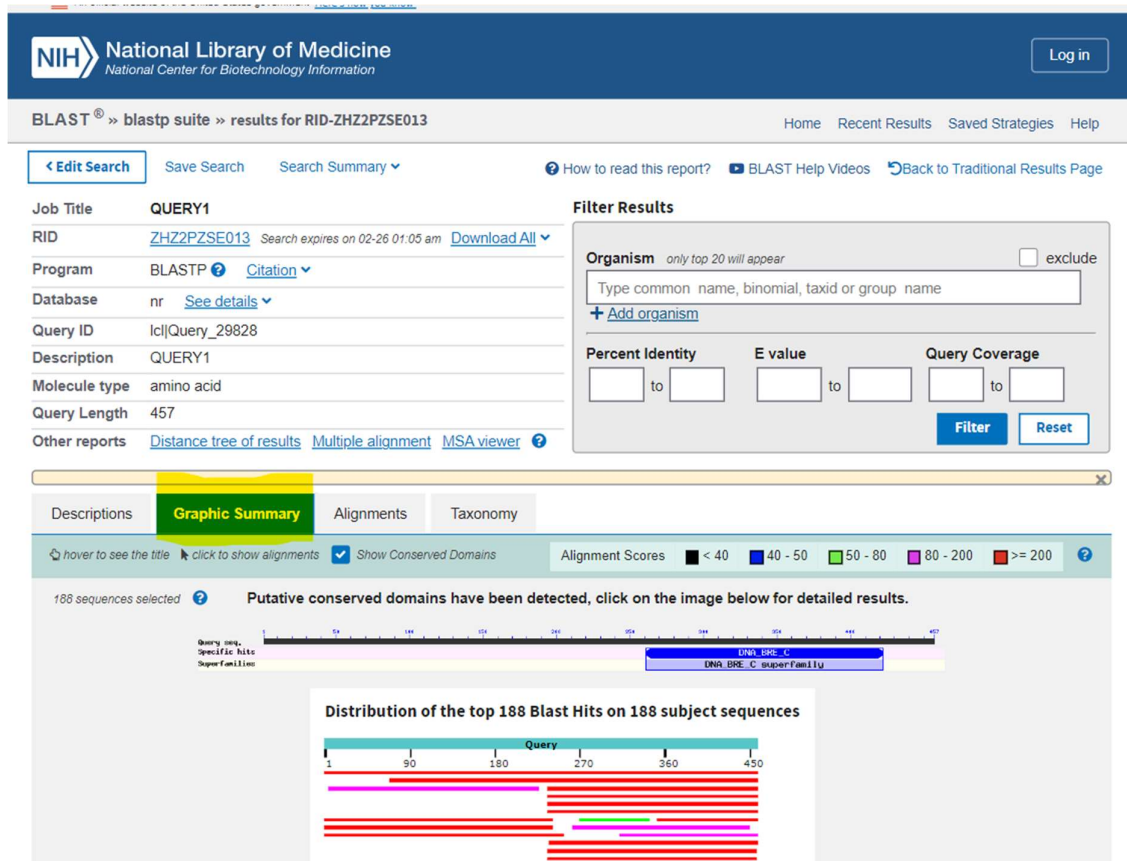 NIH National Library of Medicine
National Center for Biotechnology Information
Log in
BLAST ® » blastp suite » results for RID-ZHZ2PZSE013
Home Recent Results Saved Strategies Help
< Edit Search Save Search Search Summary
How to read this report? BLAST Help Videos Back to Traditional Results Page
Job Title QUERY1
RID ZHZ2PZSE013 Search expires on 02-26 01:05 am Download All
Program BLASTP Citation
Database nr See details
Query ID lcl|Query_29828
Description QUERY1
Molecule type amino acid
Query Length 457
Other reports Distance tree of results Multiple alignment MSA viewer
Filter Results
Organism only top 20 will appear exclude
Type common name, binomial, taxid or group name
+ Add organism
Percent Identity E value Query Coverage
to to to
Filter Reset
Descriptions Graphic Summary Alignments Taxonomy
hover to see the title click to show alignments Show Conserved Domains
Alignment Scores < 40 40 - 50 50 - 80 80 - 200 >= 200
188 sequences selected Putative conserved domains have been detected, click on the image below for detailed results.
Query seq.
Specific hits DNA_BRE_C
Superfamilies DNA_BRE_C superfamily
Distribution of the top 188 Blast Hits on 188 subject sequences
Query
1 90 180 270 360 450